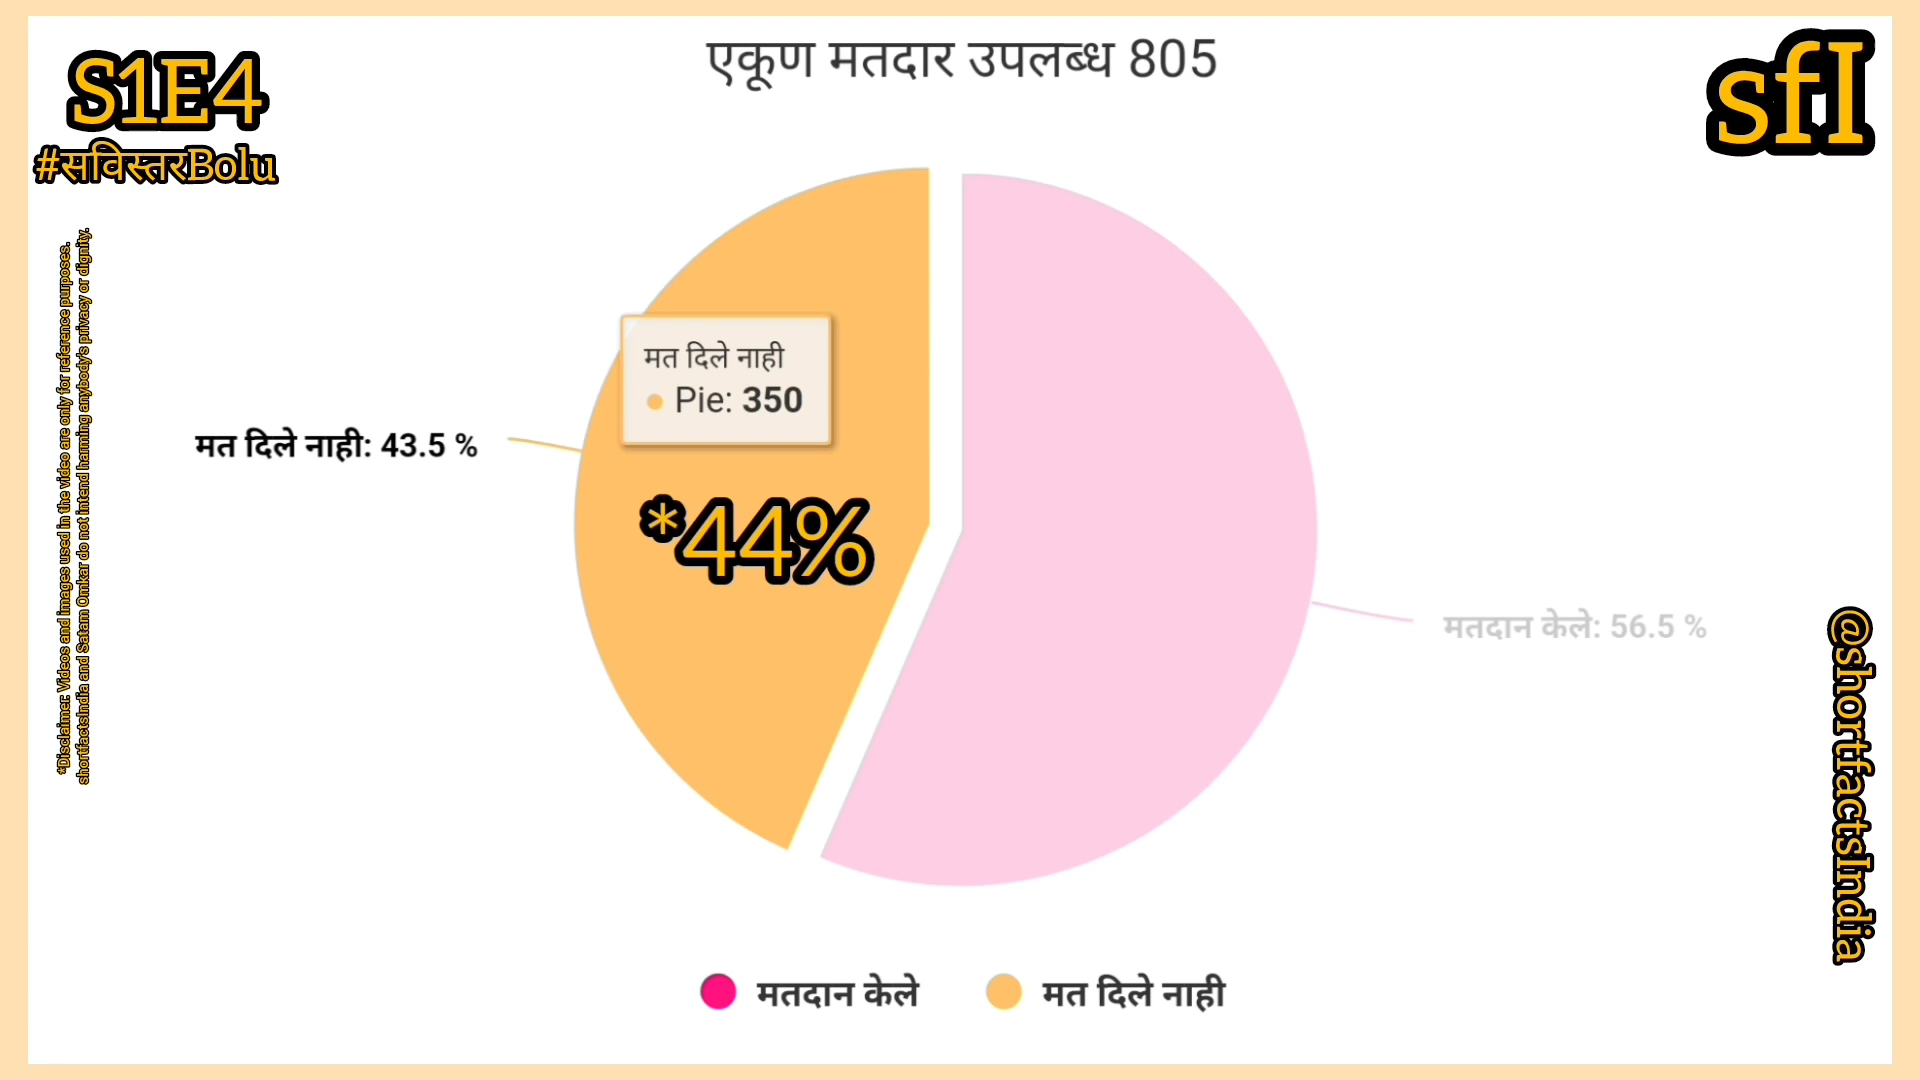 एकूण मतदार उपलब्ध 805
S1E4
#सविस्तरBolu
sfI
*Disclaimer: Videos and images used in the video are only for reference purposes.
shortfactsIndia and Satam Omkar do not intend harming anybody's privacy or dignity.
मत दिले नाही
Pie: 350
मत दिले नाही: 43.5 %
*44%
मतदान केले: 56.5 %
@shortfactsIndia
मतदान केले
मत दिले नाही